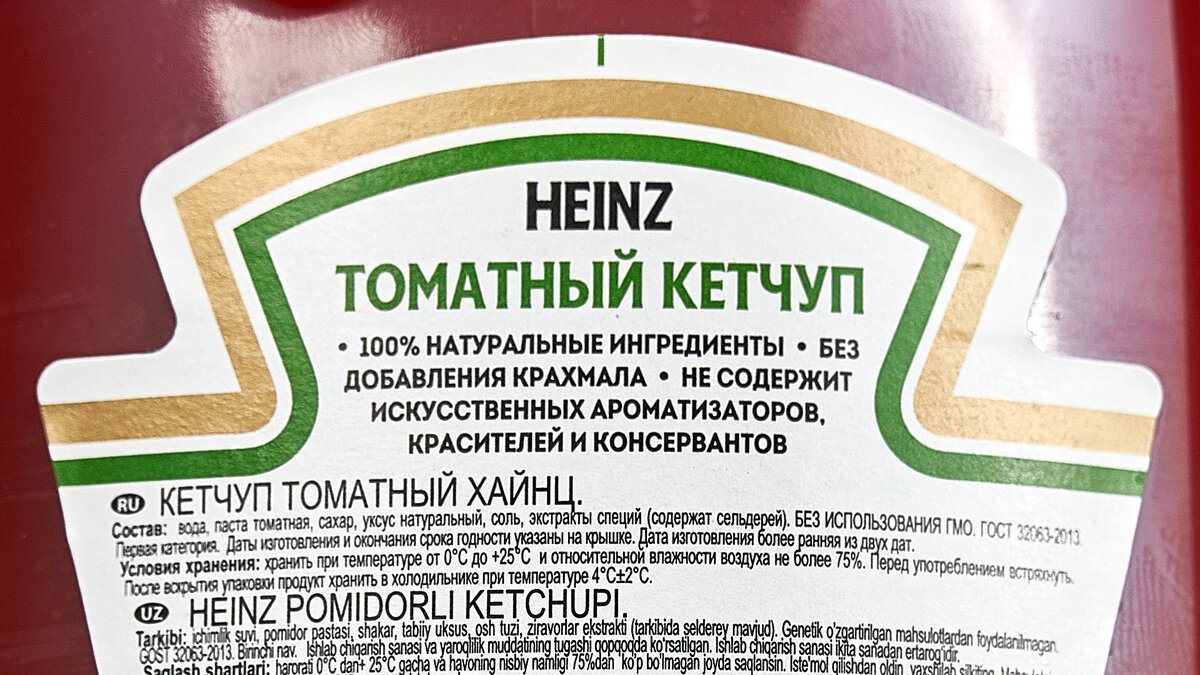 HEINZ
ТОМАТНЫЙ КЕТЧУП
• 100% НАТУРАЛЬНЫЕ ИНГРЕДИЕНТЫ • БЕЗ
ДОБАВЛЕНИЯ КРАХМАЛА • НЕ СОДЕРЖИТ
ИСКУССТВЕННЫХ АРОМАТИЗАТОРОВ,
КРАСИТЕЛЕЙ И КОНСЕРВАНТОВ
RU КЕТЧУП ТОМАТНЫЙ ХАЙНЦ.
Состав: вода, паста томатная, сахар, уксус натуральный, соль, экстракты специй (содержат сельдерей). БЕЗ ИСПОЛЬЗОВАНИЯ ГМО. ГОСТ 32063-2013.
Первая категория. Даты изготовления и окончания срока годности указаны на крышке. Дата изготовления более ранняя из двух дат.
Условия хранения: хранить при температуре от 0°С до +25°С и относительной влажности воздуха не более 75%. Перед употреблением встряхнуть.
После вскрытия упаковки продукт хранить в холодильнике при температуре 4°С±2°С.
UZ HEINZ POMIDORLI KETCHUPI.
Tarkibi: ichimlik suvi, pomidor pastasi, shakar, tabiiy uksus, osh tuzi, ziravorlar ekstrakti (tarkibida selderey mavjud). Genetik o'zgartirilgan mahsulotlardan foydalanilmagan.
GOST 32063-2013. Birinchi nav. Ishlab chiqarish sanasi va yaroqlilik muddatining tugashi qopqoqda ko'rsatilgan. Ishlab chiqarish sanasi ikita sanadan ertarog'idir.
Saqlash shartlari: harorati 0°C dan+ 25°C gacha va havoning nisbiy namligi 75%dan ko'p bo'lmagan joyda saqlansin. Iste'mol qilishdan oldin